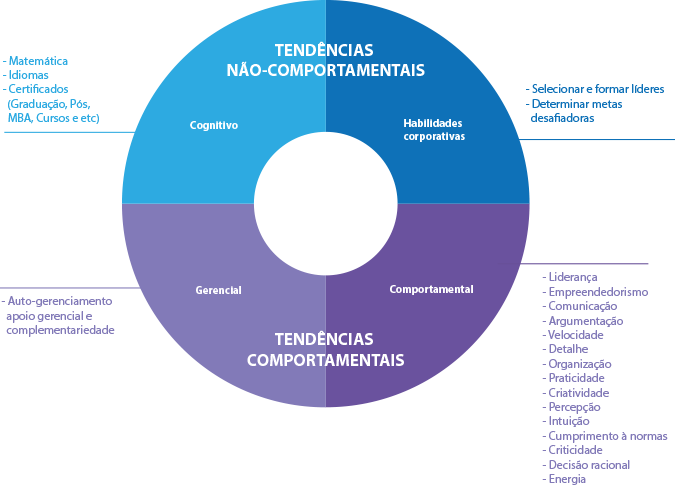 TENDÊNCIAS
NÃO-COMPORTAMENTAIS
- Matemática
- Idiomas
- Certificados
(Graduação, Pós,
MBA, Cursos e etc)
Cognitivo
Habilidades
corporativas
- Selecionar e formar líderes
- Determinar metas
desafiadoras
Gerencial
- Auto-gerenciamento
apoio gerencial e
complementariedade
Comportamental
TENDÊNCIAS
COMPORTAMENTAIS
- Liderança
- Empreendedorismo
- Comunicação
- Argumentação
- Velocidade
- Detalhe
- Organização
- Praticidade
- Criatividade
- Percepção
- Intuição
- Cumprimento à normas
- Criticidade
- Decisão racional
- Energia